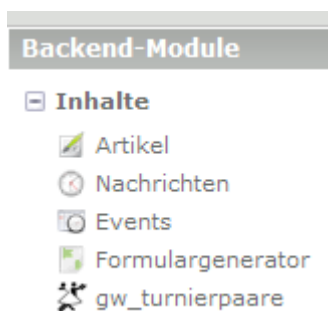 Backend-Module
Inhalte
Artikel
Nachrichten
Events
Formulargenerator
gw_turnierpaare